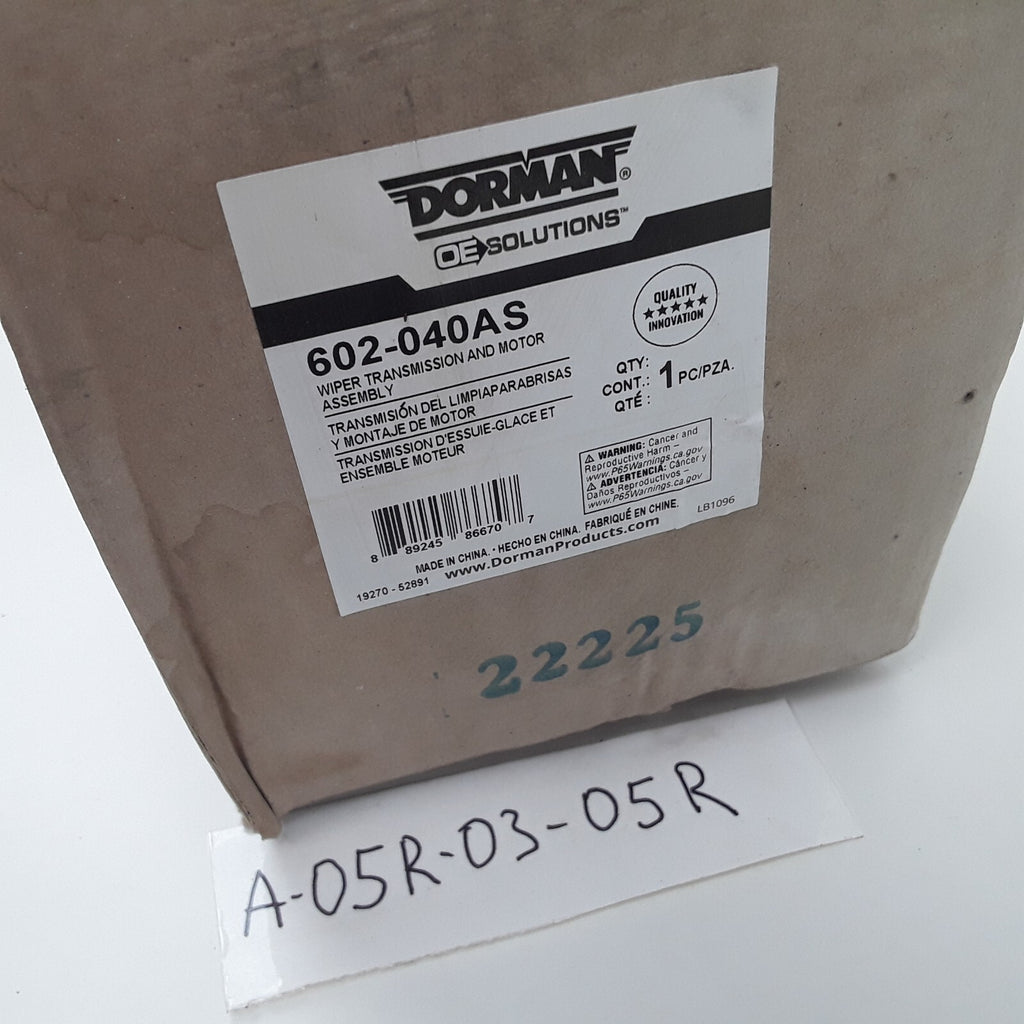 DORMAN®
OE SOLUTIONS™
602-040AS
WIPER TRANSMISSION AND MOTOR
ASSEMBLY
TRANSMISIÓN DEL LIMPIAPARABRISAS
Y MONTAJE DE MOTOR
TRANSMISSION D'ESSUIE-GLACE ET
ENSEMBLE MOTEUR
QUALITY
★★★★★
INNOVATION
QTY:
CONT.: 1 PC/PZA.
QTÉ :
⚠ WARNING: Cancer and
Reproductive Harm –
www.P65Warnings.ca.gov
⚠ ADVERTENCIA: Cáncer y
Daños Reproductivos –
www.P65Warnings.ca.gov
8 89245 86670 7
MADE IN CHINA. • HECHO EN CHINA. FABRIQUÉ EN CHINE.
LB1096
19270 - 52891 www.DormanProducts.com
22225
A-05R-03-05R